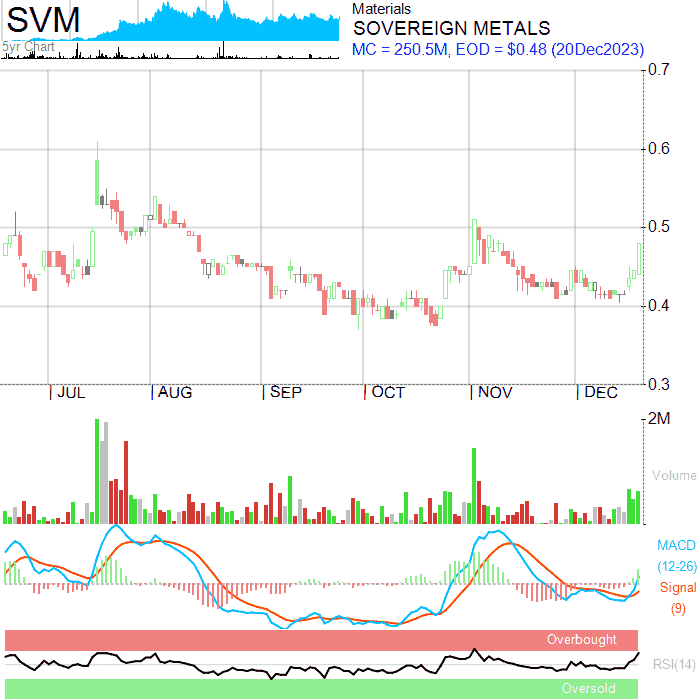 SVM
5yr Chart
Materials
SOVEREIGN METALS
MC = 250.5M, EOD = $0.48 (20Dec2023)
0.7
0.6
0.5
0.4
0.3
JUL
AUG
SEP
OCT
NOV
DEC
2M
Volume
MACD
(12-26)
Signal
(9)
Overbought
RSI(14)
Oversold